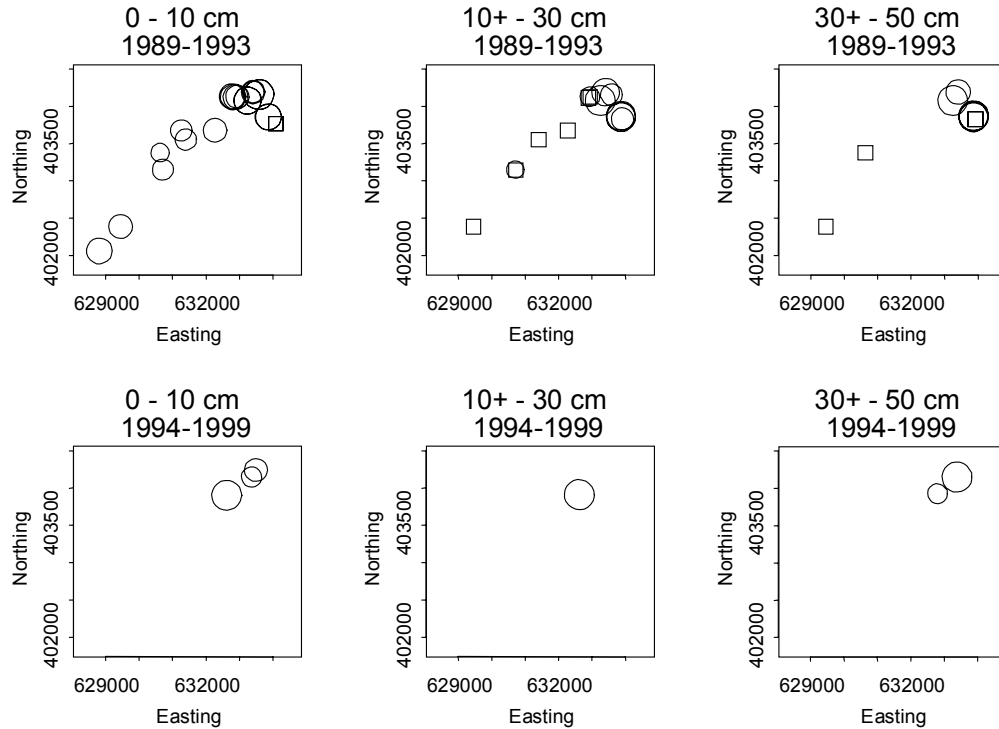 0 - 10 cm
1989-1993
10+ - 30 cm
1989-1993
30+ - 50 cm
1989-1993
Northing
402000
403500
629000
632000
Easting
Northing
402000
403500
629000
632000
Easting
Northing
402000
403500
629000
632000
Easting
0 - 10 cm
1994-1999
10+ - 30 cm
1994-1999
30+ - 50 cm
1994-1999
Northing
402000
403500
629000
632000
Easting
Northing
402000
403500
629000
632000
Easting
Northing
402000
403500
629000
632000
Easting